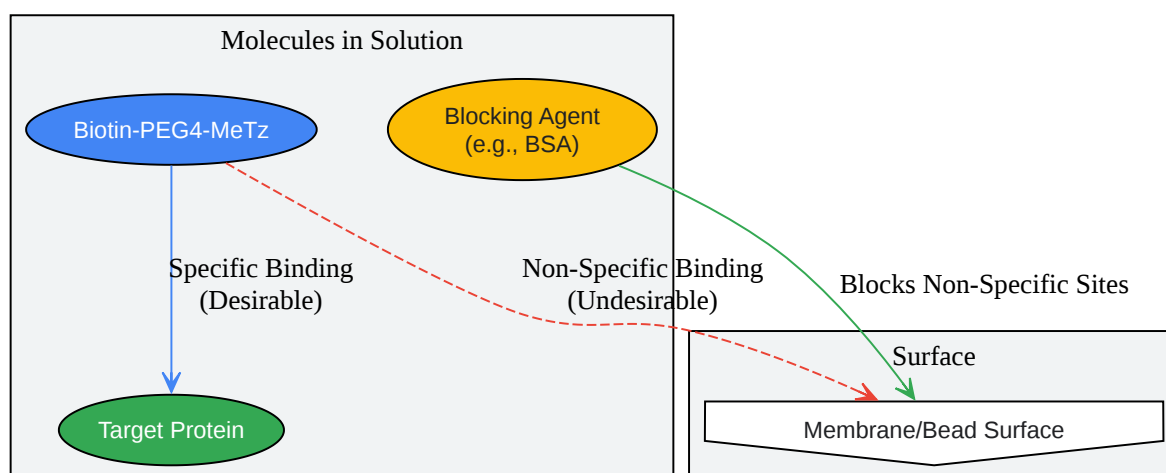 Molecules in Solution
Biotin-PEG4-MeTz
Blocking Agent
(e.g., BSA)
Specific Binding
(Desirable)
Non-Specific Binding
(Undesirable)
Blocks Non-Specific Sites
Surface
Target Protein
Membrane/Bead Surface